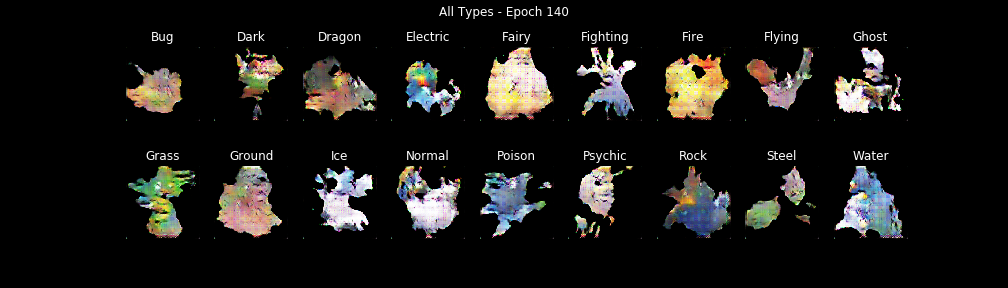 All Types - Epoch 140
Bug Dark Dragon Electric Fairy Fighting Fire Flying Ghost
Grass Ground Ice Normal Poison Psychic Rock Steel Water